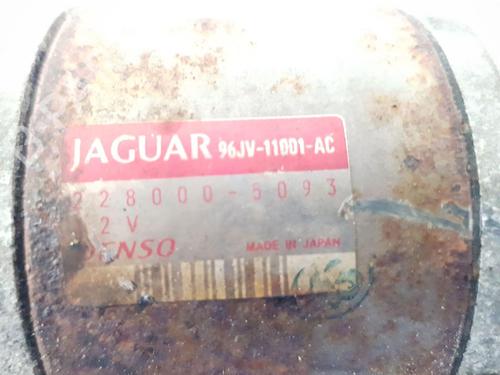 JAGUAR 96JV-11001-AC
228000-5093
2V
DENSO MADE IN JAPAN